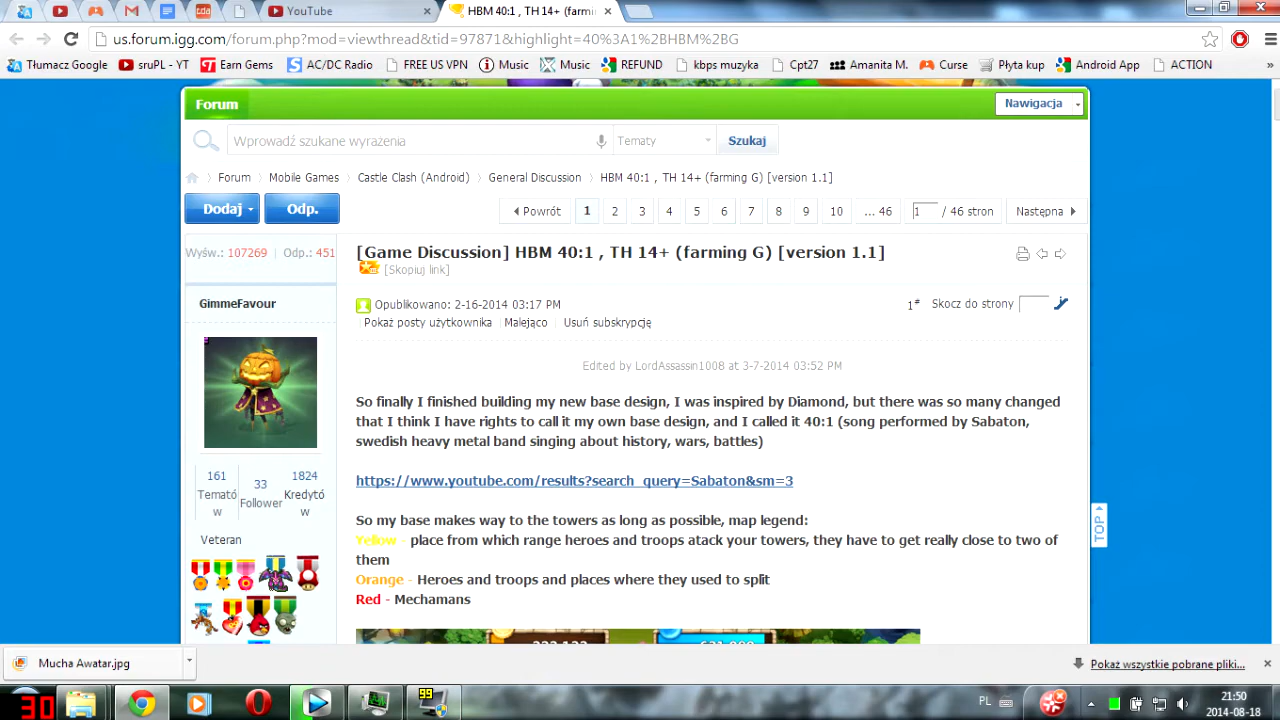 YouTube
HBM 40:1 , TH 14+ (farmi
us.forum.igg.com/forum.php?mod=viewthread&tid=97871&highlight=40%3A1%2BHBM%2BG
Tłumacz Google
sruPL - YT
Earn Gems
AC/DC Radio
FREE US VPN
Music
Music
REFUND
kbps muzyka
Cpt27
Amanita M.
Curse
Płyta kup
Android App
ACTION
»
Forum
Nawigacja
Wprowadź szukane wyrażenia
Tematy
Szukaj
Forum
Mobile Games
Castle Clash (Android)
General Discussion
HBM 40:1 , TH 14+ (farming G) [version 1.1]
Dodaj
Odp.
Powrót
1
2
3
4
5
6
7
8
9
10
... 46
1 / 46 stron
Następna
Wyśw.: 107269 | Odp.: 451
[Game Discussion] HBM 40:1 , TH 14+ (farming G) [version 1.1]
[Skopiuj link]
GimmeFavour
Opublikowano: 2-16-2014 03:17 PM
1#
Skocz do strony
Pokaż posty użytkownika
Malejąco
Usuń subskrypcję
Edited by LordAssassin1008 at 3-7-2014 03:52 PM
So finally I finished building my new base design, I was inspired by Diamond, but there was so many changed
that I think I have rights to call it my own base design, and I called it 40:1 (song performed by Sabaton,
swedish heavy metal band singing about history, wars, battles)
https://www.youtube.com/results?search_query=Sabaton&sm=3
So my base makes way to the towers as long as possible, map legend:
Yellow - place from which range heroes and troops atack your towers, they have to get really close to two of
them
Orange - Heroes and troops and places where they used to split
Red - Mechamans
161
Temató
w
33
Follower
1824
Kredytó
w
Veteran
TOP
Mucha Awatar.jpg
Pokaż wszystkie pobrane pliki...
30
99
PL
21:50
2014-08-18